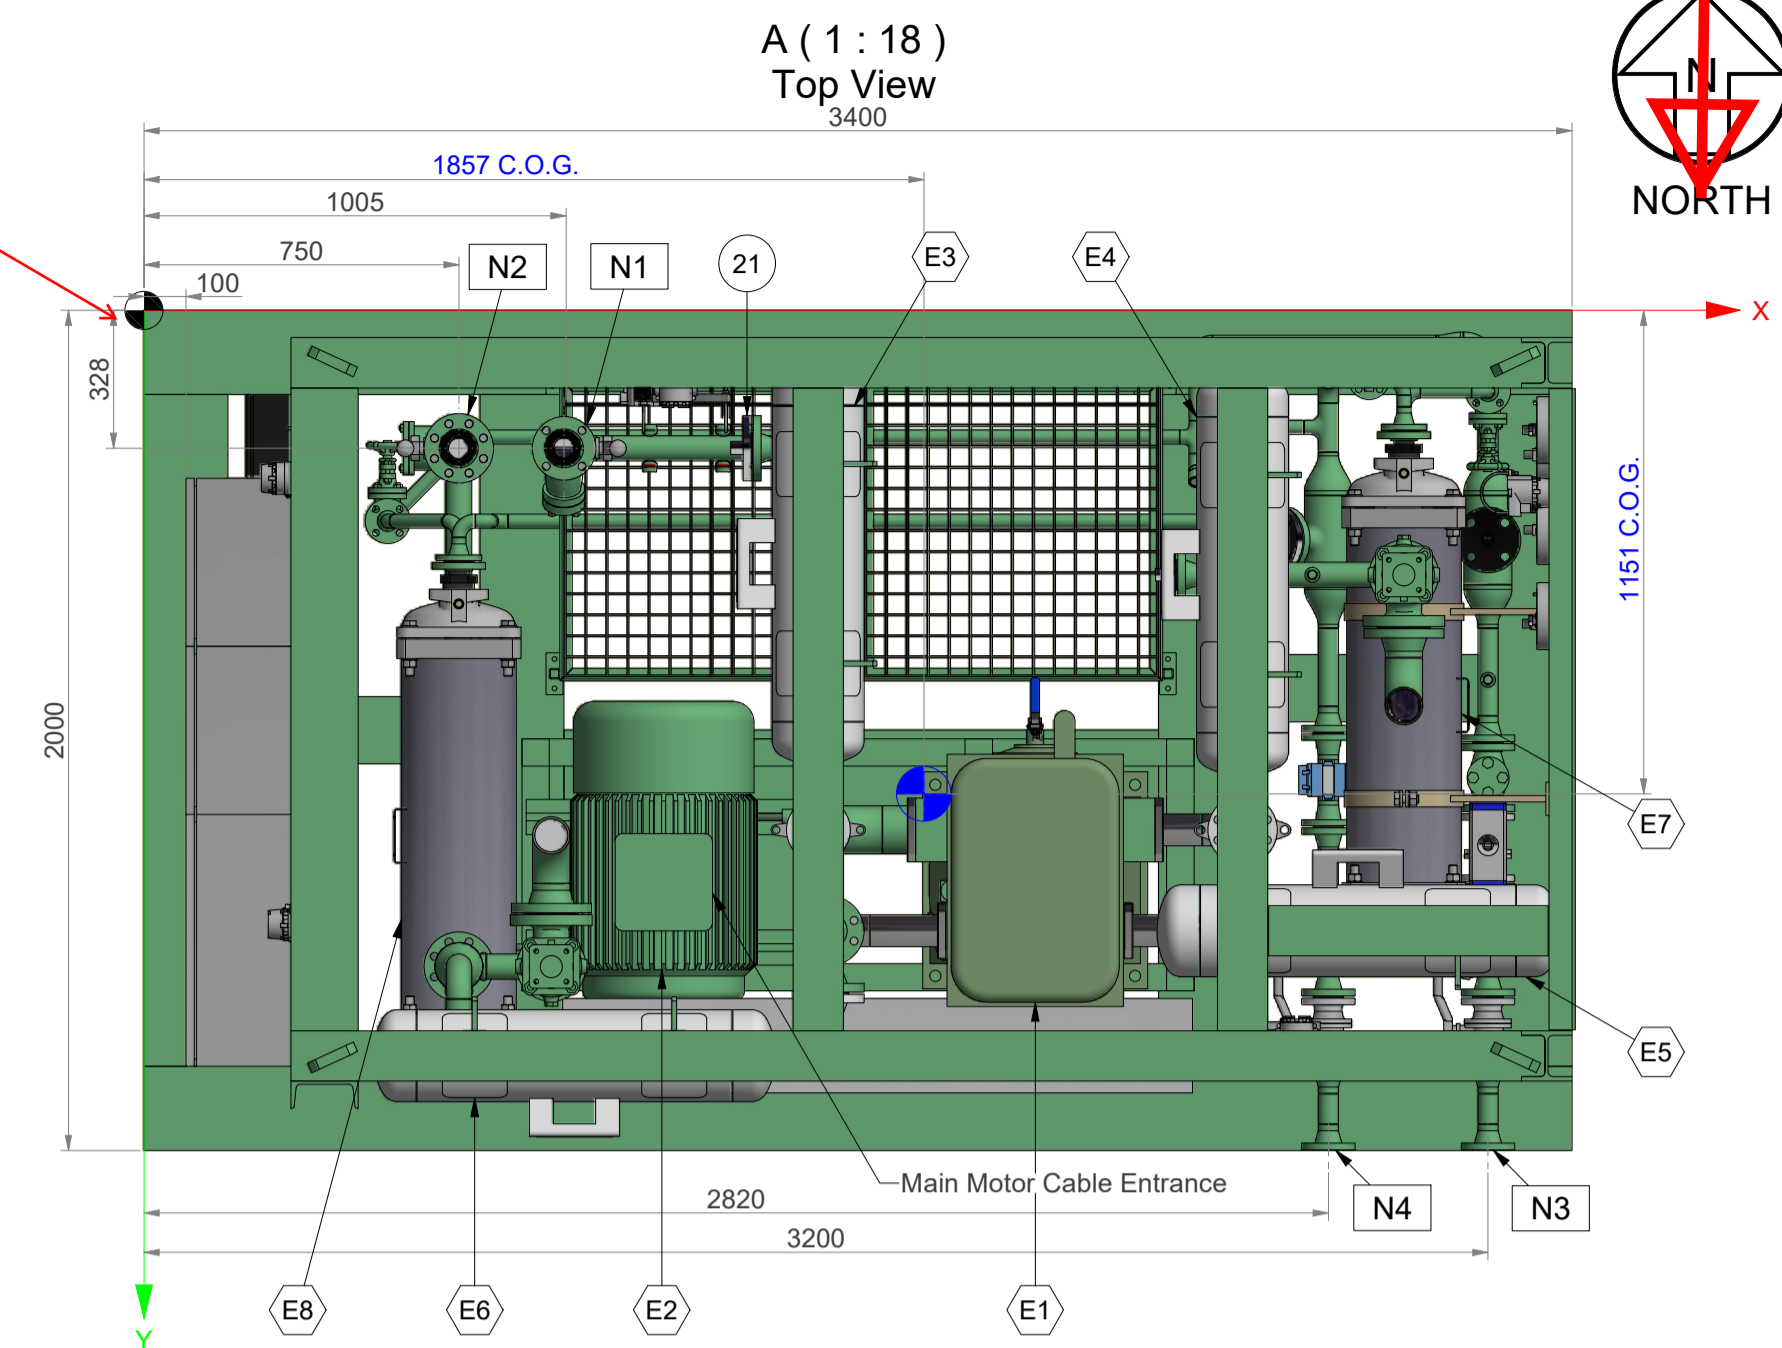 A ( 1 : 18 )
Top View
N
NORTH
3400
1857 C.O.G.
1005
750
100
N2
N1
21
E3
E4
X
328
2000
1151 C.O.G.
E7
E5
Main Motor Cable Entrance
2820
3200
N4
N3
E8
E6
E2
E1
Y